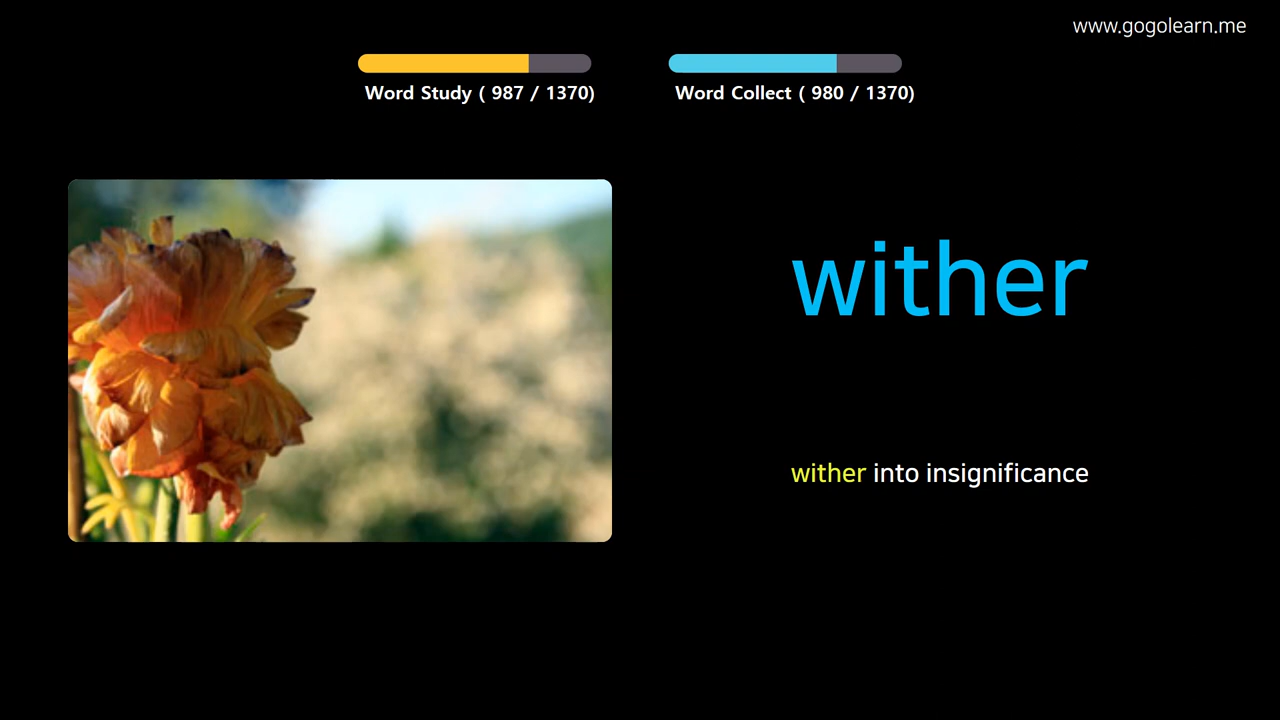 www.gogolearn.me
Word Study ( 987 / 1370)
Word Collect ( 980 / 1370)
wither
wither into insignificance